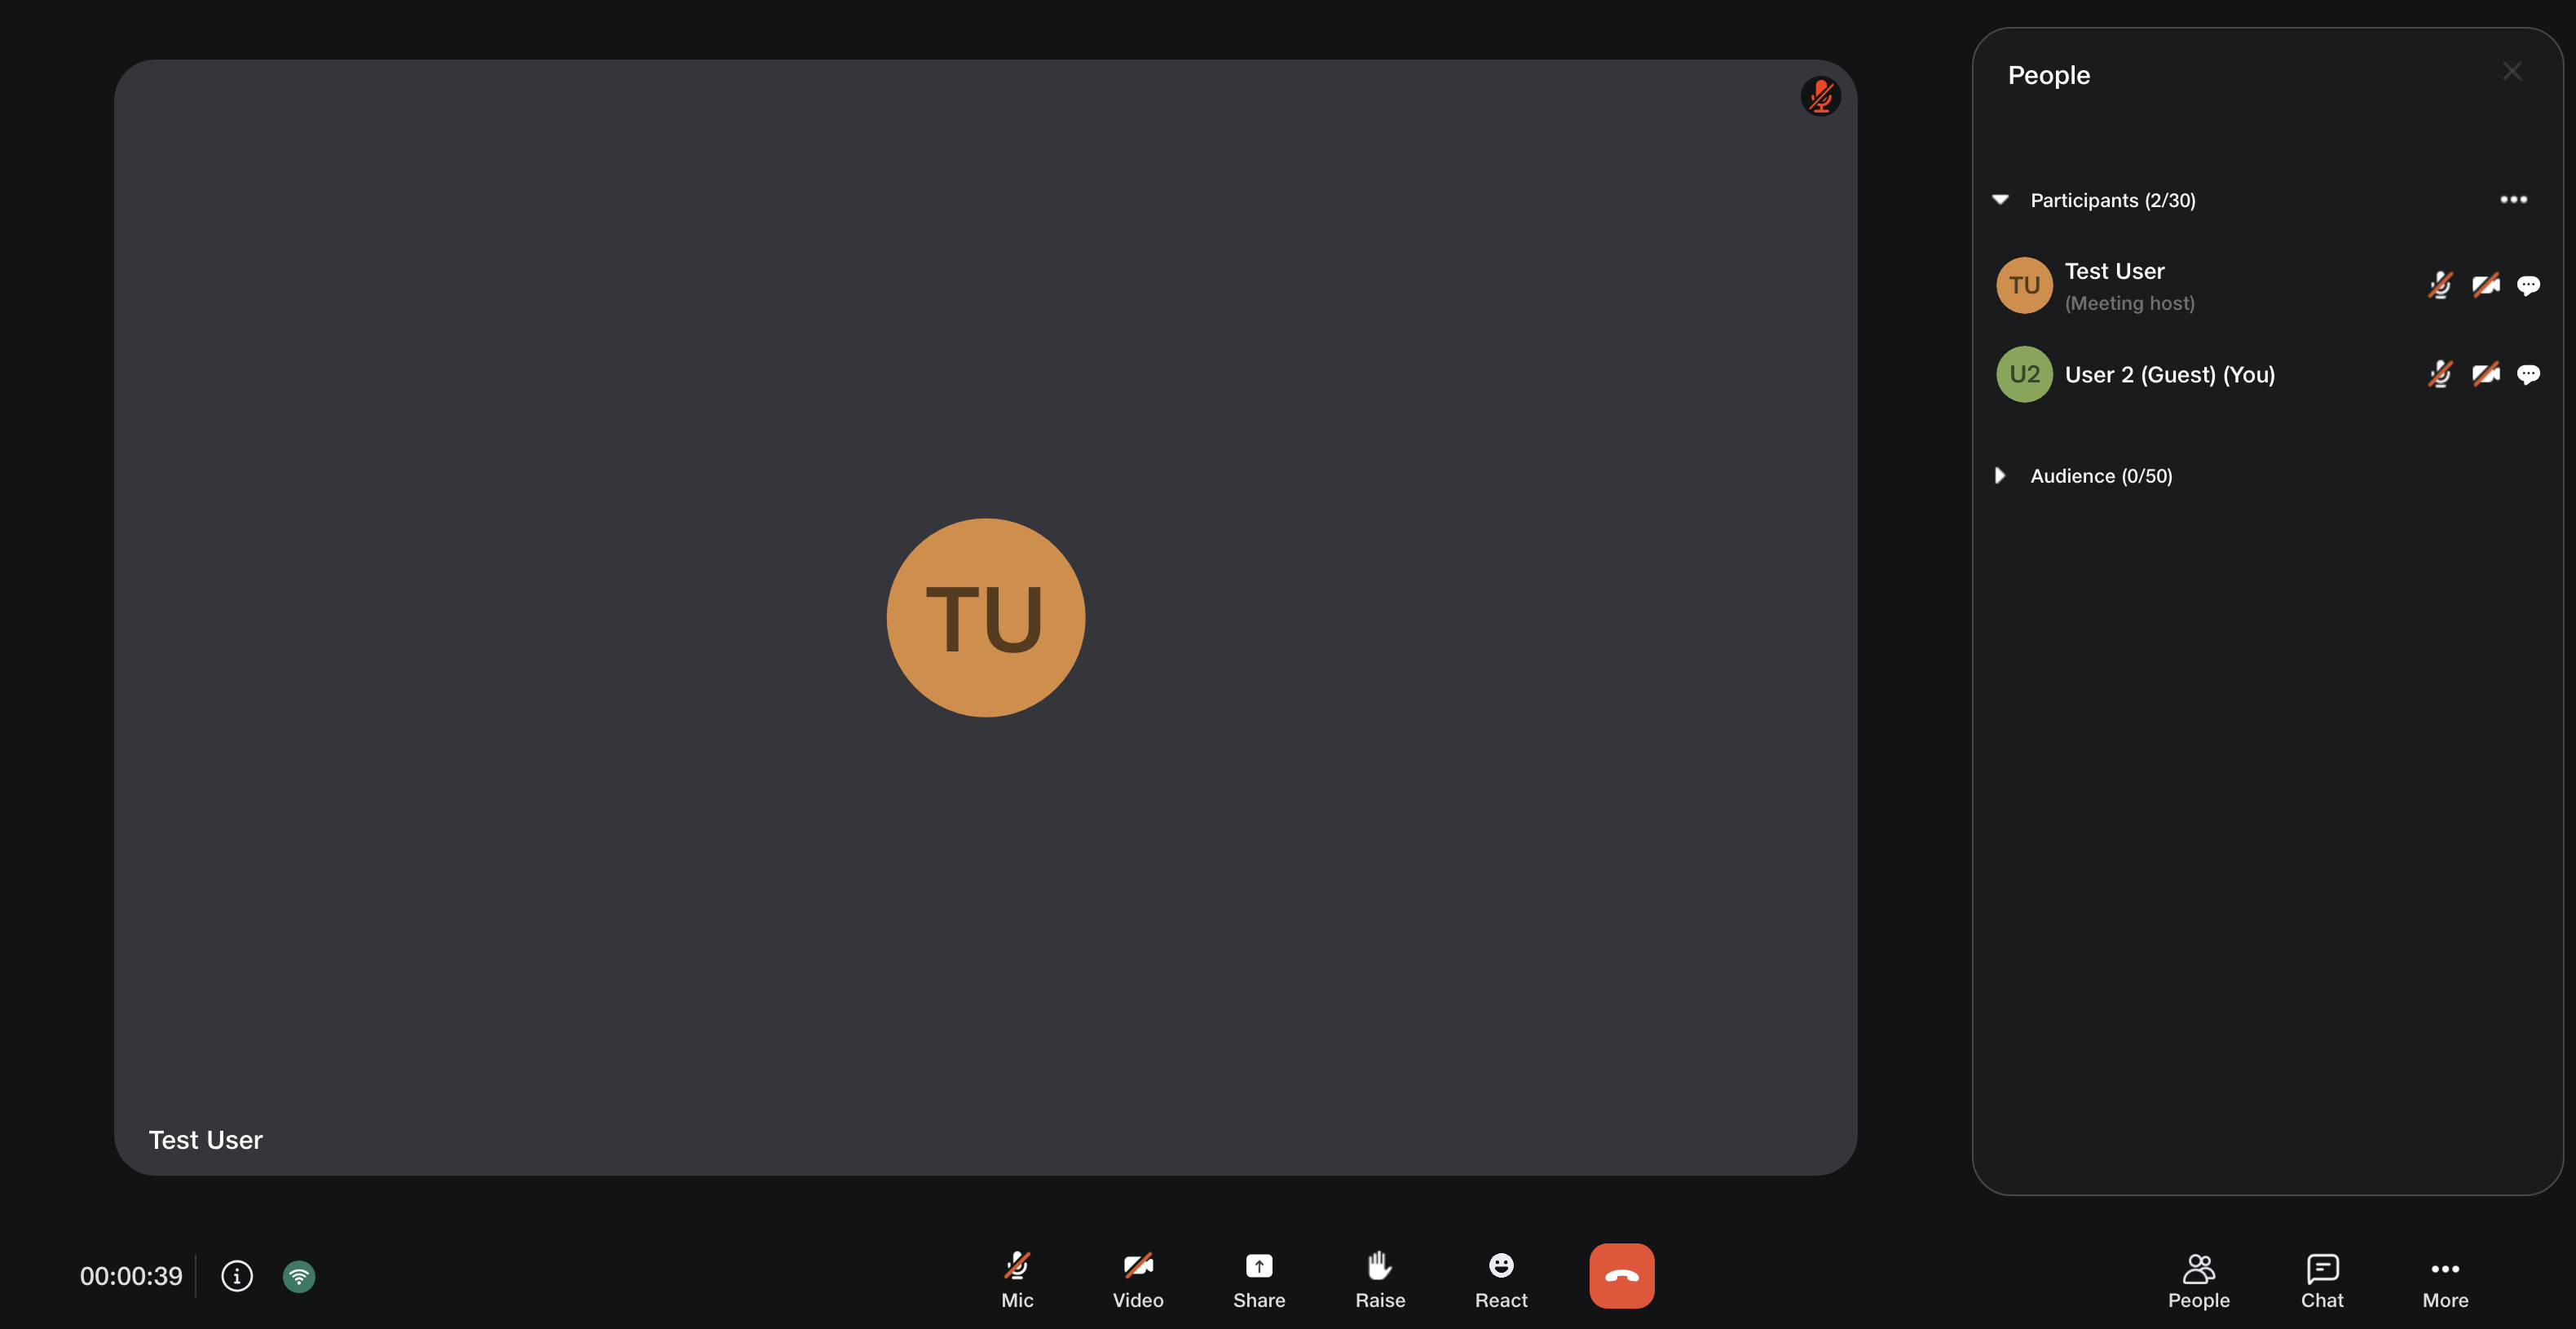 TU
Test User
People
Participants (2/30)
TU
Test User
(Meeting host)
U2
User 2 (Guest) (You)
Audience (0/50)
00:00:39
Mic
Video
Share
Raise
React
People
Chat
More